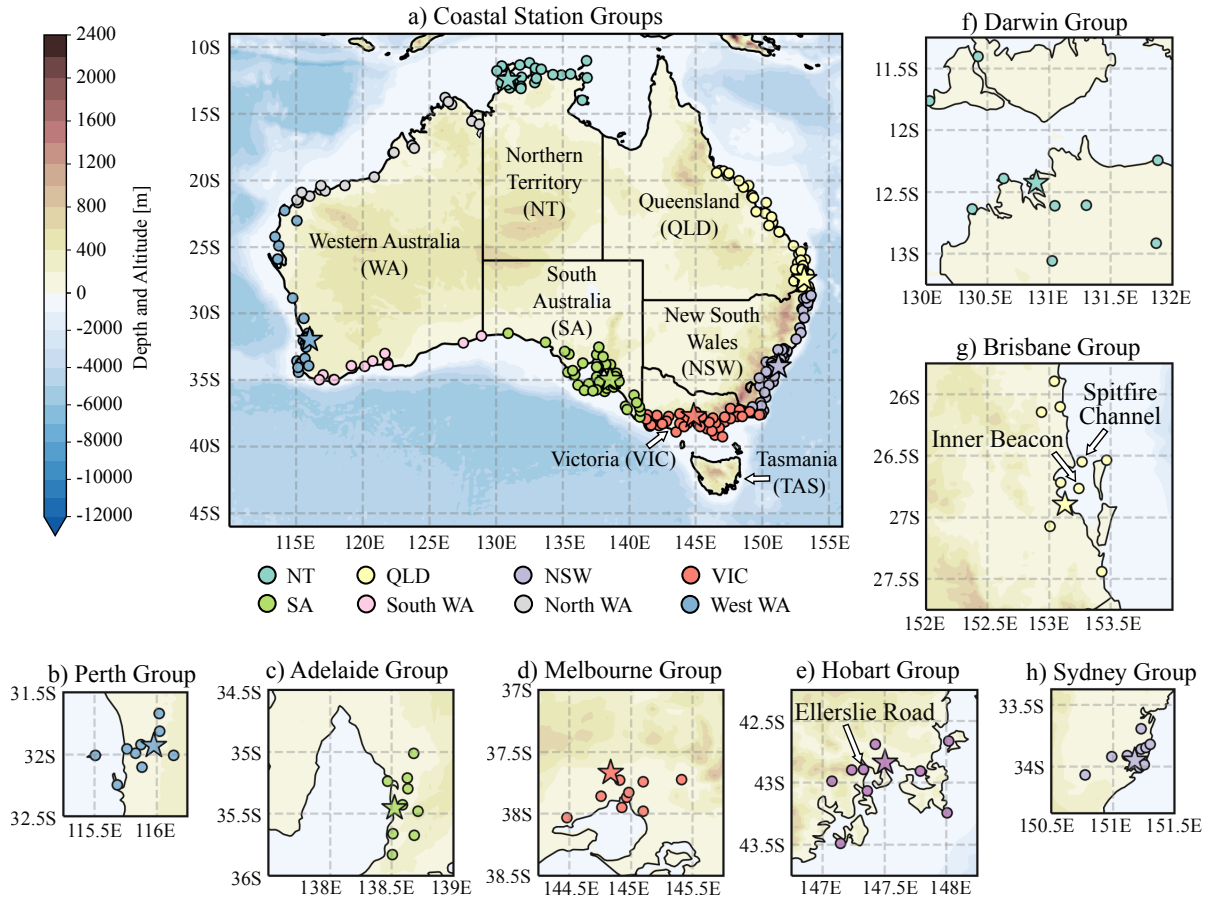 a) Coastal Station Groups
2400
2000
1600
1200
800
400
0
-2000
-4000
-6000
-8000
-10000
-12000
Depth and Altitude [m]
10S
15S
20S
25S
30S
35S
40S
45S
115E
120E
125E
130E
135E
140E
145E
150E
155E
Northern
Territory
(NT)
Queensland
(QLD)
Western Australia
(WA)
South
Australia
(SA)
New South
Wales
(NSW)
Victoria (VIC)
Tasmania
(TAS)
NT
QLD
NSW
VIC
SA
South WA
North WA
West WA
f) Darwin Group
11.5S
12S
12.5S
13S
130E
130.5E
131E
131.5E
132E
g) Brisbane Group
26S
26.5S
27S
27.5S
Spitfire
Channel
Inner Beacon
152E
152.5E
153E
153.5E
b) Perth Group
31.5S
32S
32.5S
115.5E
116E
c) Adelaide Group
34.5S
35S
35.5S
36S
138E
138.5E
139E
d) Melbourne Group
37S
37.5S
38S
38.5S
144.5E
145E
145.5E
e) Hobart Group
Ellerslie Road
42.5S
43S
43.5S
147E
147.5E
148E
h) Sydney Group
33.5S
34S
150.5E
151E
151.5E